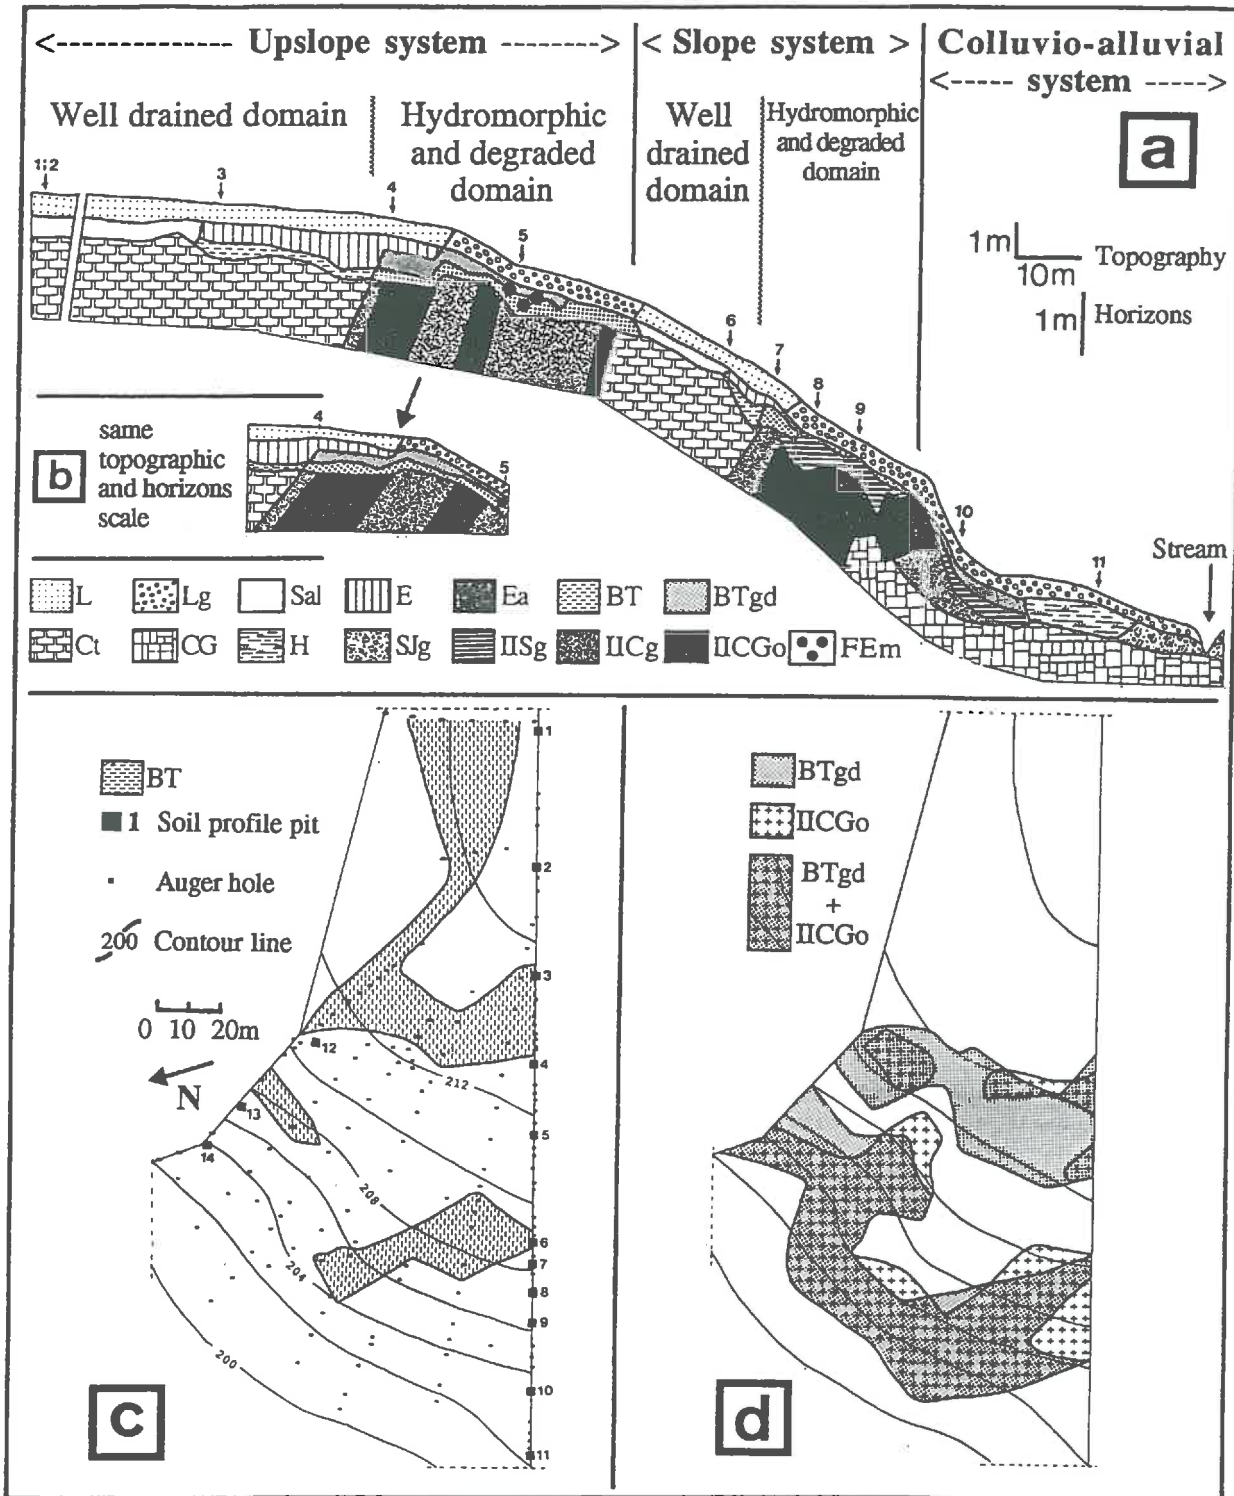 <------------ Upslope system ------->
< Slope system >
Colluvio-alluvial
<----- system ----->
Well drained domain
Hydromorphic
and degraded
domain
Well
drained
domain
Hydromorphic
and degraded
domain
a
1;2
3
4
5
6
7
8
9
10
11
1m
10m
Topography
1m
Horizons
Stream
b
same
topographic
and horizons
scale
4
5
L
Lg
Sal
E
Ea
BT
BTgd
Ct
CG
H
SJg
IISg
IICg
IICGo
FEm
BT
1 Soil profile pit
Auger hole
200 Contour line
0 10 20m
N
1
2
3
12
4
212
13
5
14
208
6
7
204
8
9
200
10
11
c
BTgd
IICGo
BTgd
+
IICGo
d